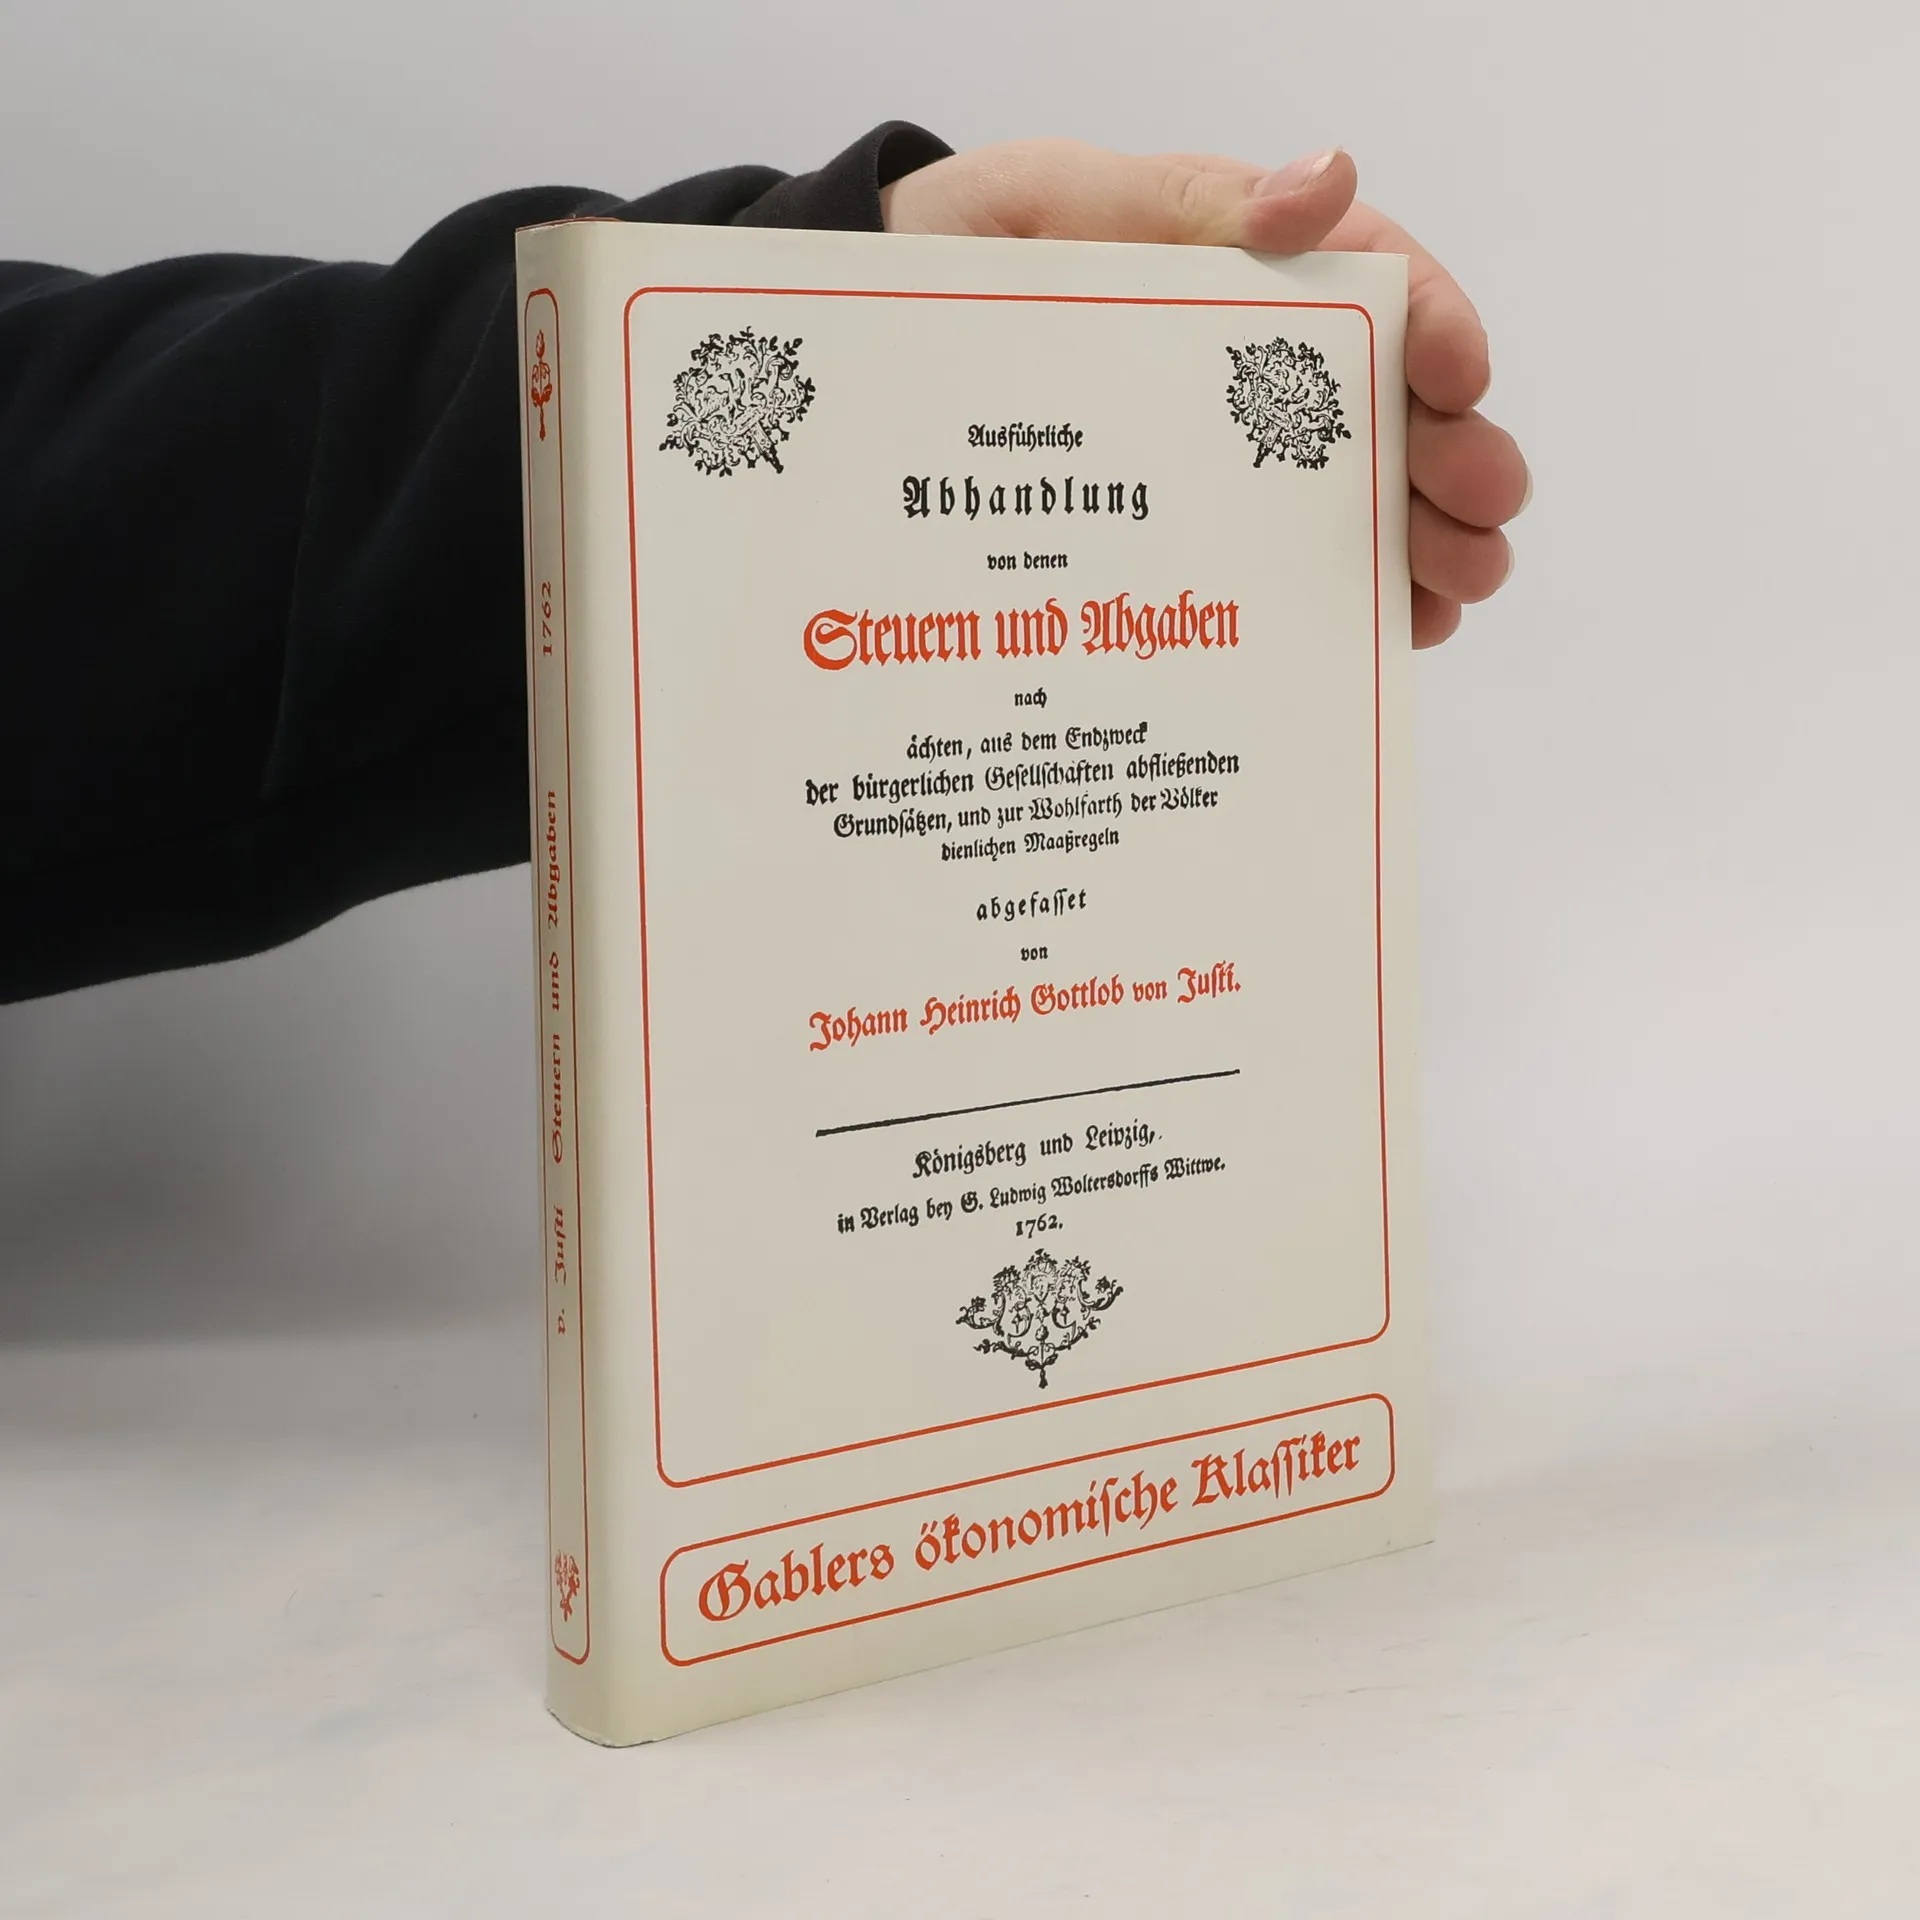 Ausführliche
Abhandlung
von denen
Steuern und Abgaben
nach
ächten, aus dem Endzweck
der bürgerlichen Geſellſchaften abfließenden
Grundſätzen, und zur Wohlfarth der Völker
dienlichen Maaßregeln
abgefaſſet
von
Johann Heinrich Gottlob von Juſti.
Königsberg und Leipzig,
in Verlag bey G. Ludwig Woltersdorffs Wittwe.
1762.
Gablers ökonomiſche Klaſſiker
v. Juſti Steuern und Abgaben 1762